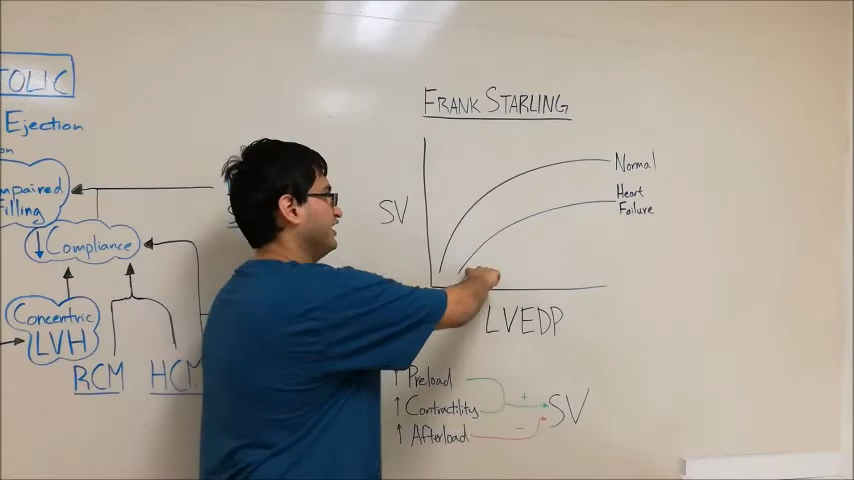 TOLIC
Ejection
on
mpaired
Filling
↓ Compliance
Concentric
LVH
RCM
HCM
FRANK STARLING
SV
Normal
Heart
Failure
LVEDP
↑ Preload
↑ Contractility
↑ Afterload
+
−
SV